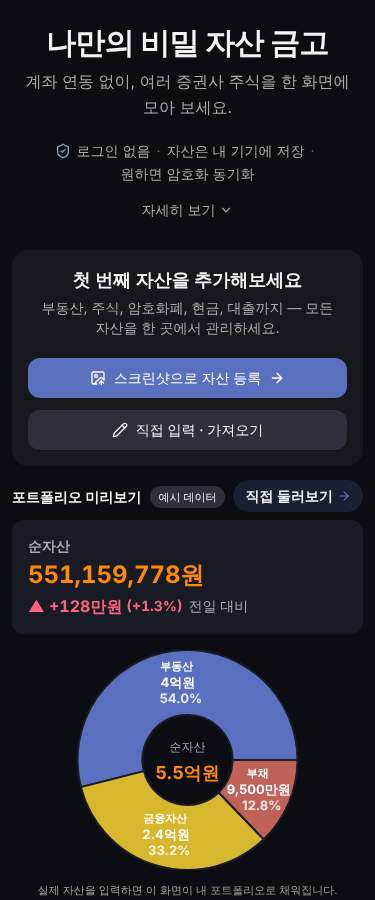 나만의 비밀 자산 금고
계좌 연동 없이, 여러 증권사 주식을 한 화면에
모아 보세요.
로그인 없음 · 자산은 내 기기에 저장 ·
원하면 암호화 동기화
자세히 보기
첫 번째 자산을 추가해보세요
부동산, 주식, 암호화폐, 현금, 대출까지 — 모든
자산을 한 곳에서 관리하세요.
스크린샷으로 자산 등록 →
직접 입력 · 가져오기
포트폴리오 미리보기 예시 데이터 직접 둘러보기 →
순자산
551,159,778원
▲ +128만원 (+1.3%) 전일 대비
부동산
4억원
54.0%
순자산
5.5억원
부채
9,500만원
12.8%
금융자산
2.4억원
33.2%
실제 자산을 입력하면 이 화면이 내 포트폴리오로 채워집니다.